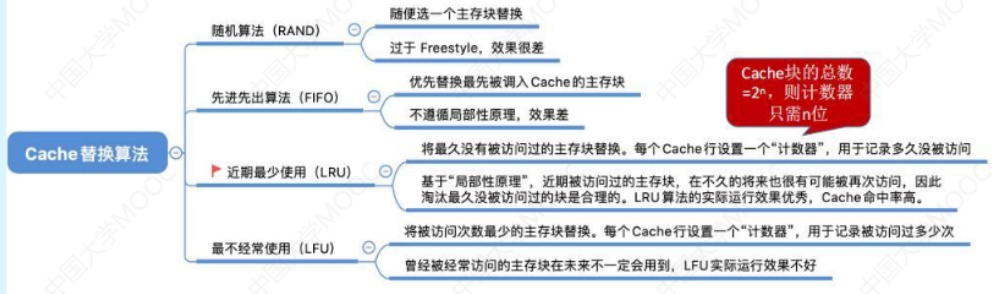 随便选一个主存块替换
随机算法（RAND）
过于 Freestyle，效果很差
优先替换最先被调入Cache的主存块
先进先出算法（FIFO）
不遵循局部性原理，效果差
Cache块的总数
=2ⁿ，则计数器
只需n位
Cache替换算法
将最久没有被访问过的主存块替换。每个Cache行设置一个“计数器”，用于记录多久没被访问
近期最少使用（LRU）
基于“局部性原理”，近期被访问过的主存块，在不久的将来也很有可能被再次访问，因此
淘汰最久没被访问过的块是合理的。LRU算法的实际运行效果优秀，Cache命中率高。
将被访问次数最少的主存块替换。每个Cache行设置一个“计数器”，用于记录被访问过多少次
最不经常使用（LFU）
曾经被经常访问的主存块在未来不一定会用到，LFU实际运行效果不好
中国大学MOOC